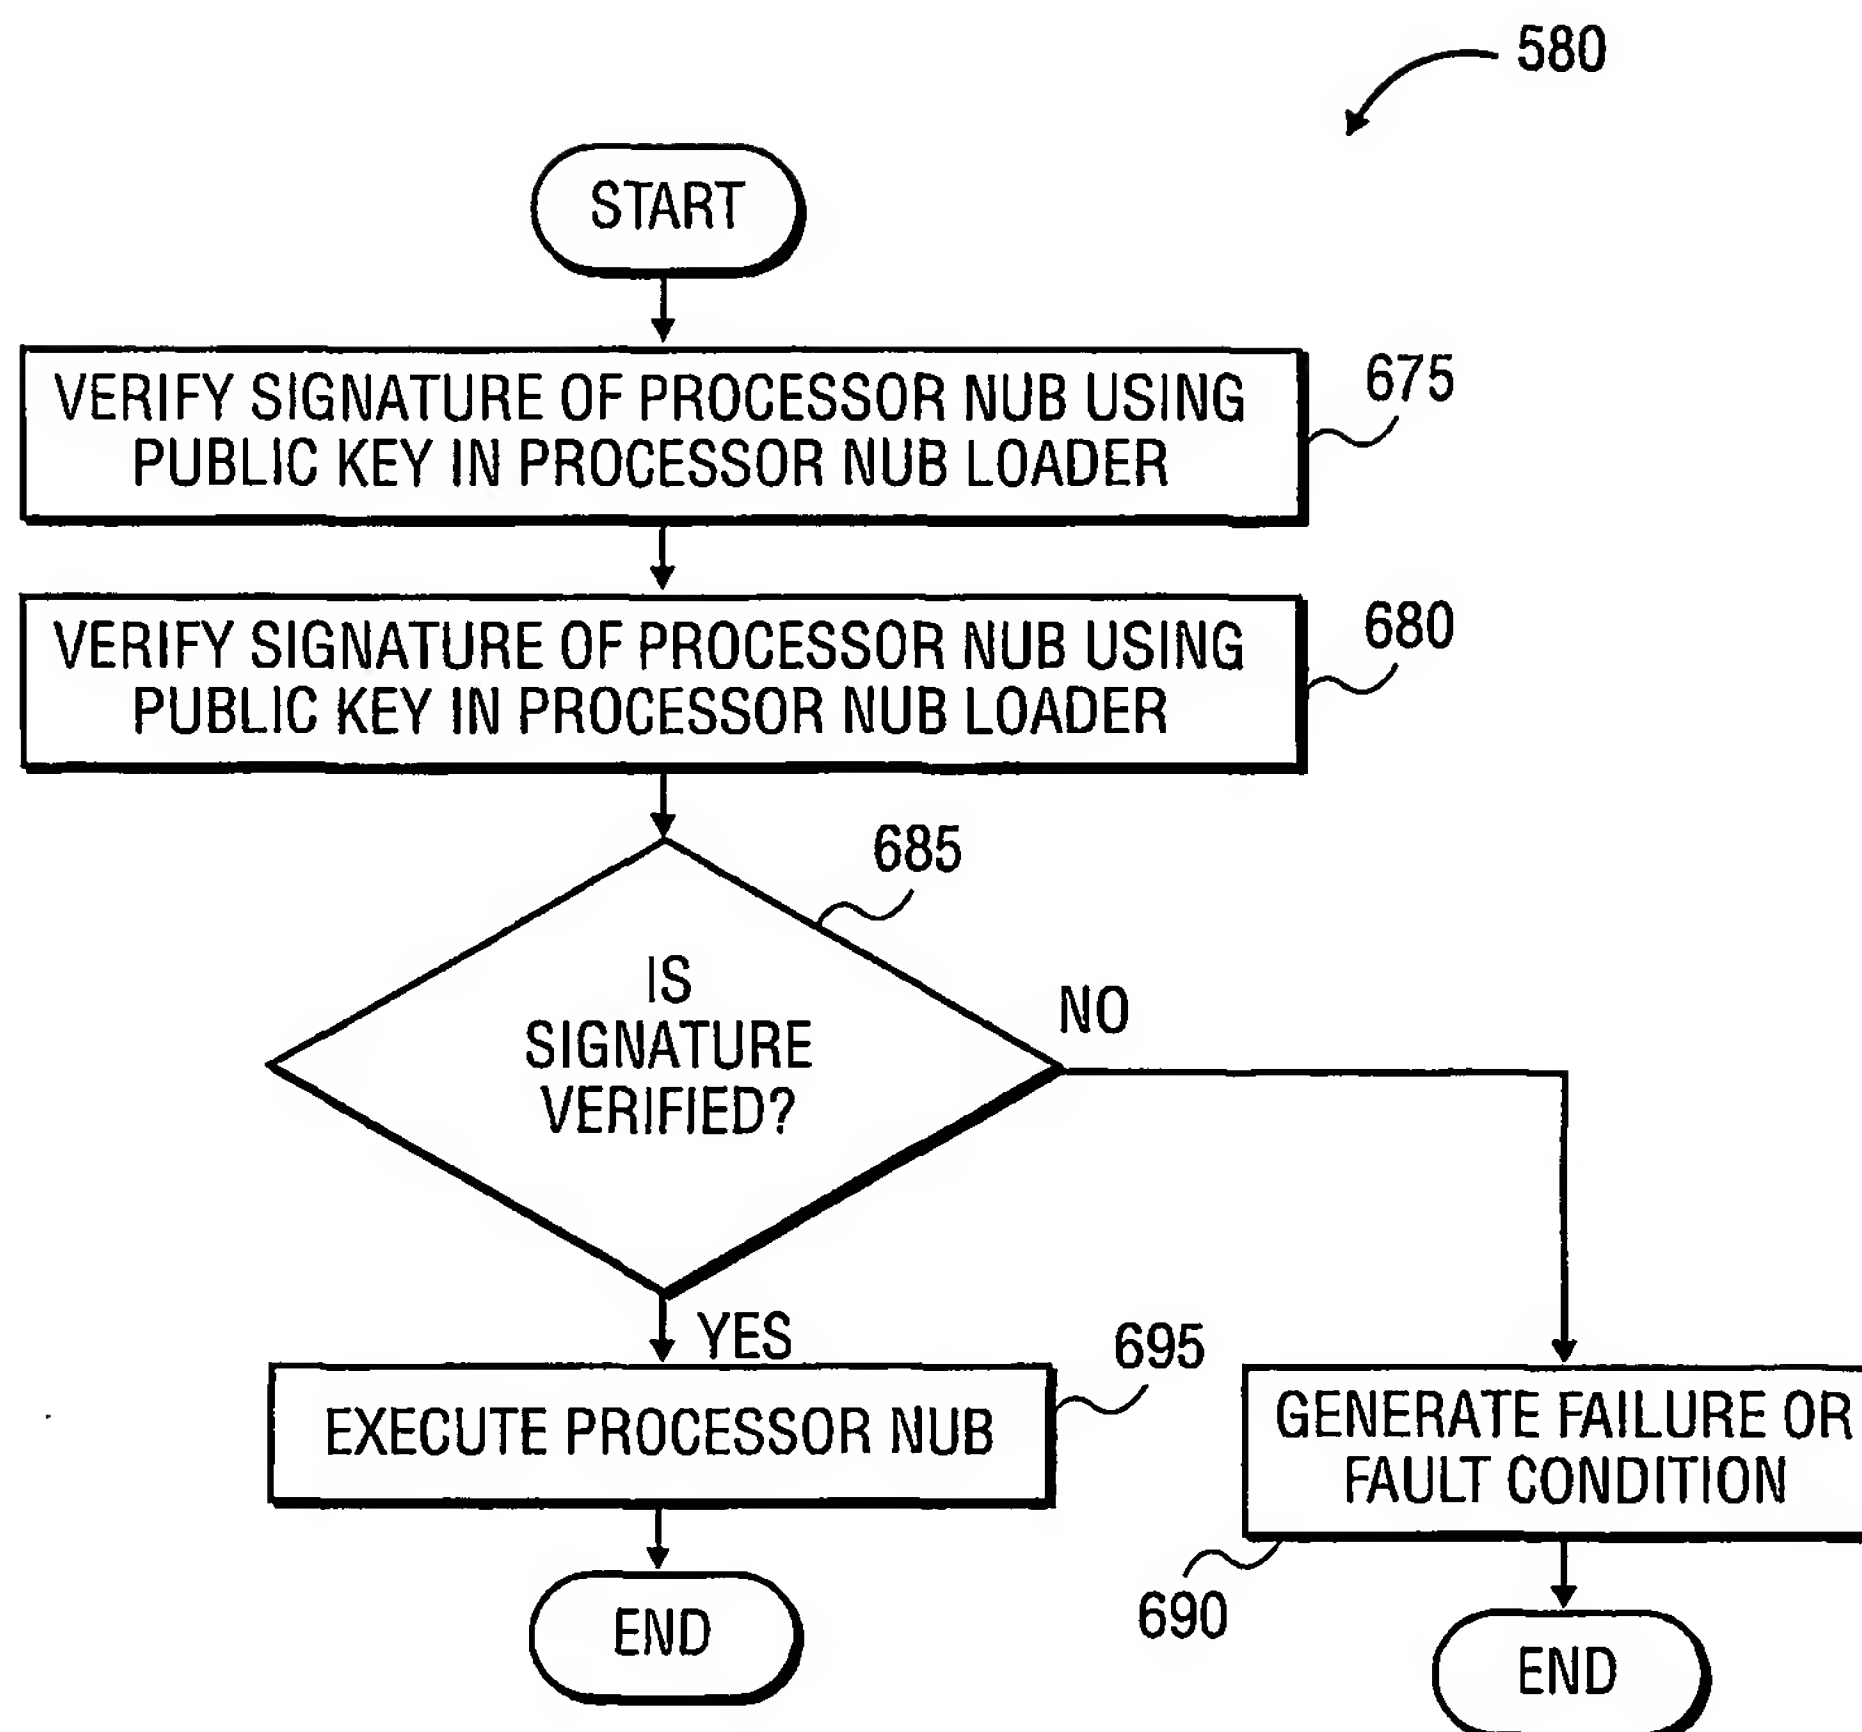 580
START
VERIFY SIGNATURE OF PROCESSOR NUB USING
PUBLIC KEY IN PROCESSOR NUB LOADER
675
VERIFY SIGNATURE OF PROCESSOR NUB USING
PUBLIC KEY IN PROCESSOR NUB LOADER
680
685
IS
SIGNATURE
VERIFIED?
NO
YES
695
EXECUTE PROCESSOR NUB
GENERATE FAILURE OR
FAULT CONDITION
690
END
END